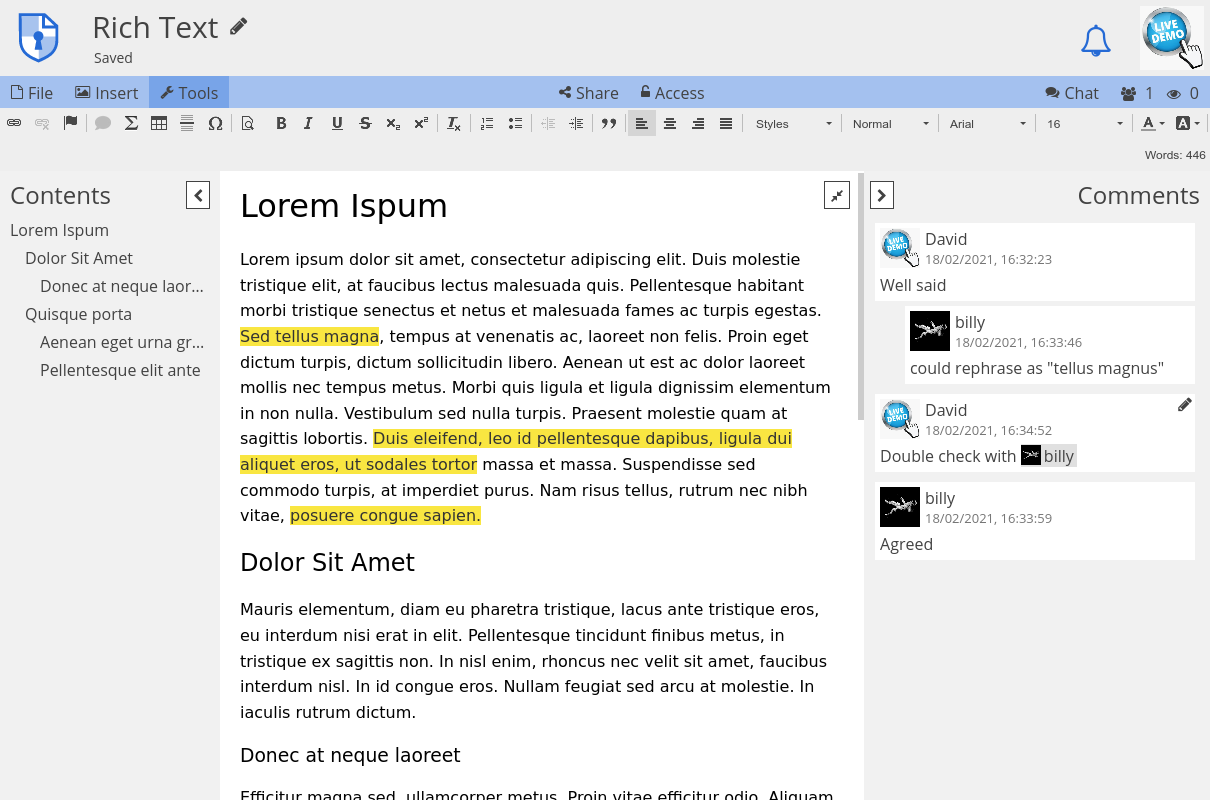 Rich Text
Saved
LIVE DEMO
File Insert Tools Share Access Chat 1 0
Styles Normal Arial 16 A A
Words: 446
Contents
Lorem Ispum
Dolor Sit Amet
Donec at neque laor...
Quisque porta
Aenean eget urna gr...
Pellentesque elit ante
Lorem Ispum
Lorem ipsum dolor sit amet, consectetur adipiscing elit. Duis molestie
tristique elit, at faucibus lectus malesuada quis. Pellentesque habitant
morbi tristique senectus et netus et malesuada fames ac turpis egestas.
Sed tellus magna, tempus at venenatis ac, laoreet non felis. Proin eget
dictum turpis, dictum sollicitudin libero. Aenean ut est ac dolor laoreet
mollis nec tempus metus. Morbi quis ligula et ligula dignissim elementum
in non nulla. Vestibulum sed nulla turpis. Praesent molestie quam at
sagittis lobortis. Duis eleifend, leo id pellentesque dapibus, ligula dui
aliquet eros, ut sodales tortor massa et massa. Suspendisse sed
commodo turpis, at imperdiet purus. Nam risus tellus, rutrum nec nibh
vitae, posuere congue sapien.
Dolor Sit Amet
Mauris elementum, diam eu pharetra tristique, lacus ante tristique eros,
eu interdum nisi erat in elit. Pellentesque tincidunt finibus metus, in
tristique ex sagittis non. In nisl enim, rhoncus nec velit sit amet, faucibus
interdum nisl. In id congue eros. Nullam feugiat sed arcu at molestie. In
iaculis rutrum dictum.
Donec at neque laoreet
Efficitur magna sed, ullamcorper metus. Proin vitae efficitur odio. Aliquam
Comments
LIVE DEMO
David
18/02/2021, 16:32:23
Well said
billy
18/02/2021, 16:33:46
could rephrase as "tellus magnus"
LIVE DEMO
David
18/02/2021, 16:34:52
Double check with billy
billy
18/02/2021, 16:33:59
Agreed